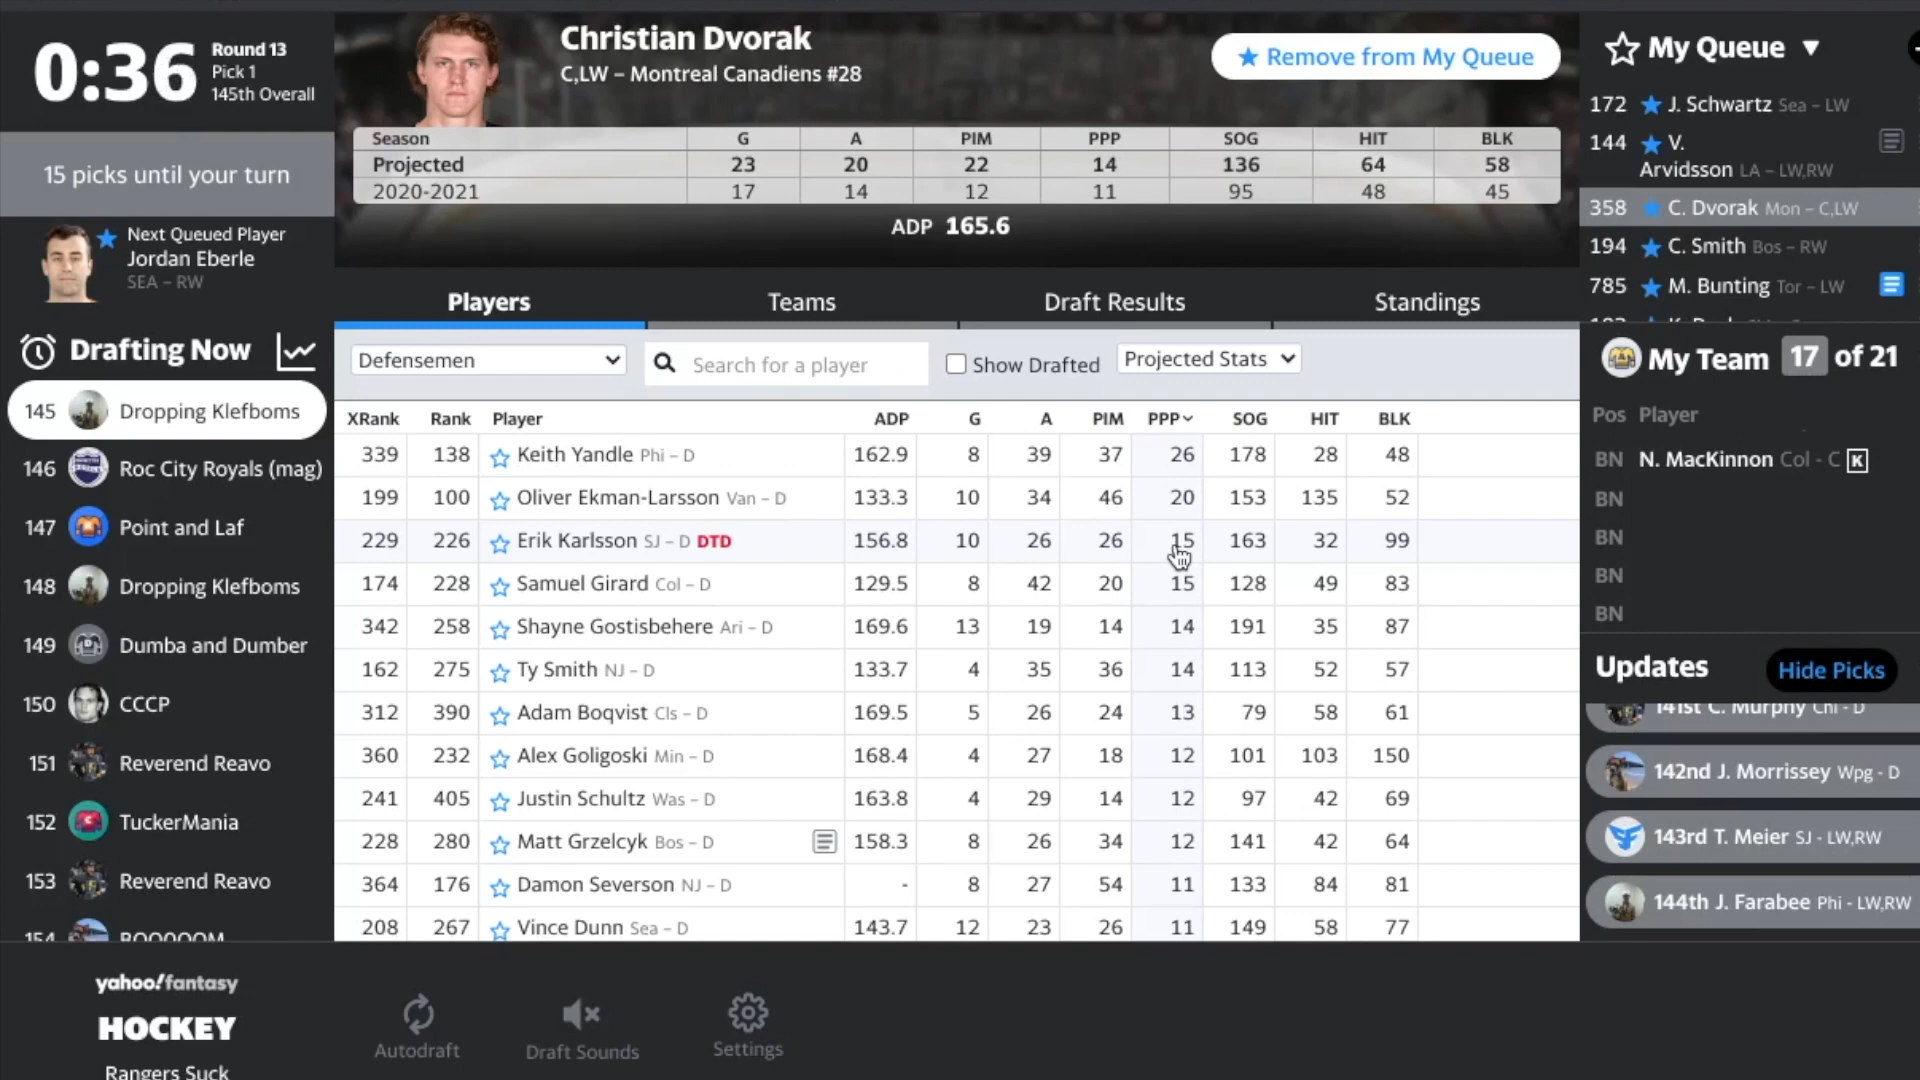 0:36
Round 13
Pick 1
145th Overall
15 picks until your turn
Next Queued Player
Jordan Eberle
SEA – RW
Drafting Now
145 Dropping Klefboms
146 Roc City Royals (mag)
147 Point and Laf
148 Dropping Klefboms
149 Dumba and Dumber
150 CCCP
151 Reverend Reavo
152 TuckerMania
153 Reverend Reavo
154 BOOOOOM
yahoo!fantasy
HOCKEY
Rangers Suck
Christian Dvorak
C,LW – Montreal Canadiens #28
Remove from My Queue
Season G A PIM PPP SOG HIT BLK
Projected 23 20 22 14 136 64 58
2020-2021 17 14 12 11 95 48 45
ADP 165.6
Players Teams Draft Results Standings
Defensemen Search for a player Show Drafted Projected Stats
XRank Rank Player ADP G A PIM PPP SOG HIT BLK
339 138 Keith Yandle Phi – D 162.9 8 39 37 26 178 28 48
199 100 Oliver Ekman-Larsson Van – D 133.3 10 34 46 20 153 135 52
229 226 Erik Karlsson SJ – D DTD 156.8 10 26 26 15 163 32 99
174 228 Samuel Girard Col – D 129.5 8 42 20 15 128 49 83
342 258 Shayne Gostisbehere Ari – D 169.6 13 19 14 14 191 35 87
162 275 Ty Smith NJ – D 133.7 4 35 36 14 113 52 57
312 390 Adam Boqvist Cls – D 169.5 5 26 24 13 79 58 61
360 232 Alex Goligoski Min – D 168.4 4 27 18 12 101 103 150
241 405 Justin Schultz Was – D 163.8 4 29 14 12 97 42 69
228 280 Matt Grzelcyk Bos – D 158.3 8 26 34 12 141 42 64
364 176 Damon Severson NJ – D - 8 27 54 11 133 84 81
208 267 Vince Dunn Sea – D 143.7 12 23 26 11 149 58 77
Autodraft Draft Sounds Settings
My Queue
172 J. Schwartz Sea – LW
144 V.
Arvidsson LA – LW,RW
358 C. Dvorak Mon – C,LW
194 C. Smith Bos – RW
785 M. Bunting Tor – LW
My Team 17 of 21
Pos Player
BN N. MacKinnon Col - C K
BN
BN
BN
BN
Updates Hide Picks
141st C. Murphy Chi - D
142nd J. Morrissey Wpg - D
143rd T. Meier SJ - LW,RW
144th J. Farabee Phi - LW,RW